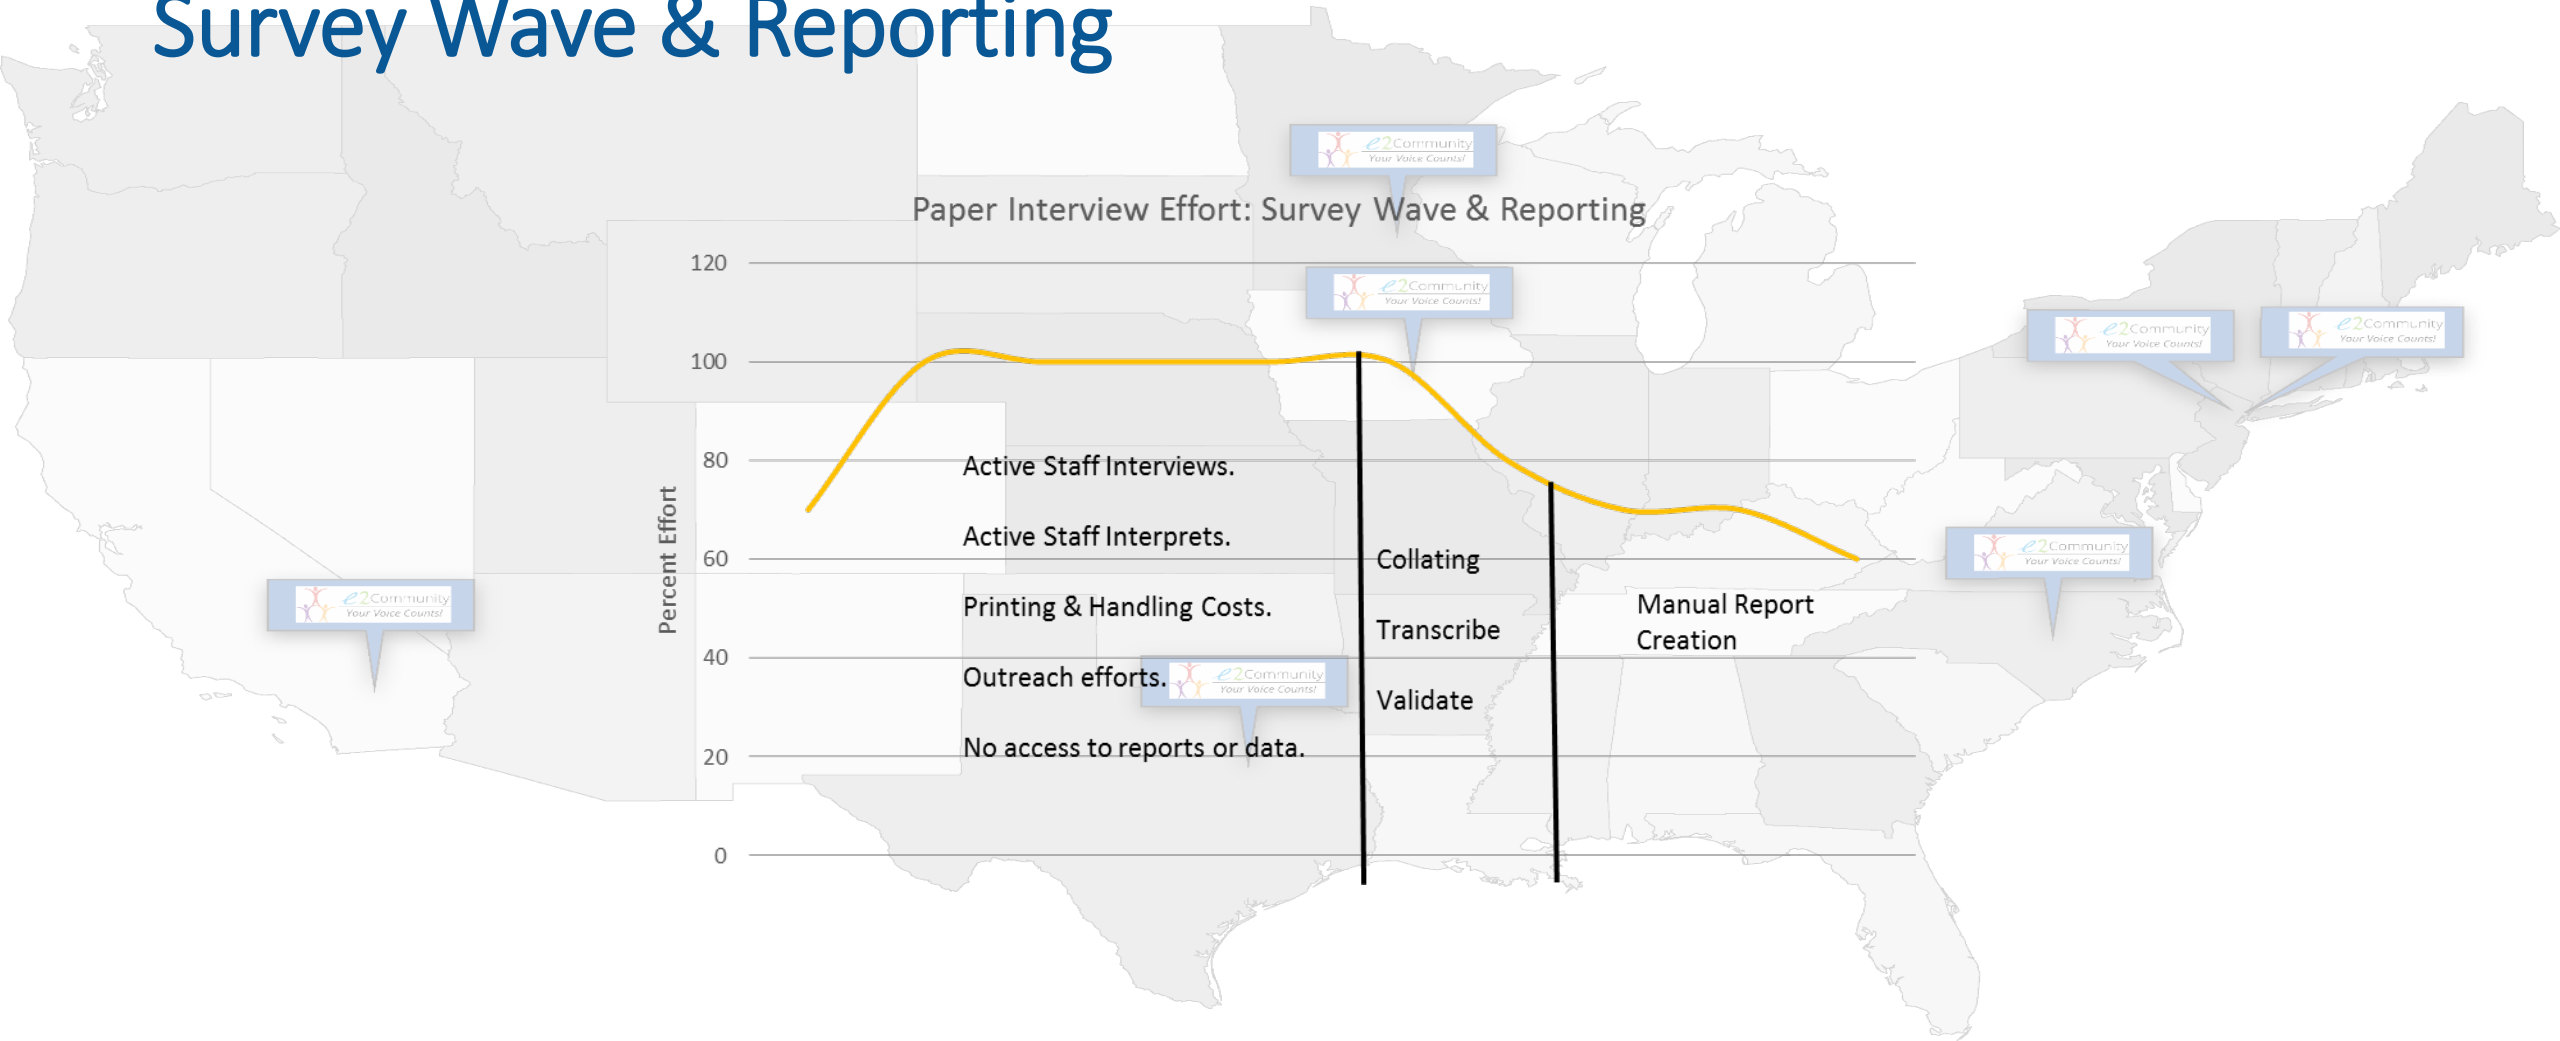 Survey Wave & Reporting
e2Community
Your Voice Counts!
Paper Interview Effort: Survey Wave & Reporting
120
e2Community
Your Voice Counts!
e2Community
Your Voice Counts!
e2Community
Your Voice Counts!
100
80
60
40
20
0
Percent Effort
Active Staff Interviews.
Active Staff Interprets.
Printing & Handling Costs.
Outreach efforts.
No access to reports or data.
Collating
Transcribe
Validate
Manual Report
Creation
e2Community
Your Voice Counts!
e2Community
Your Voice Counts!
e2Community
Your Voice Counts!